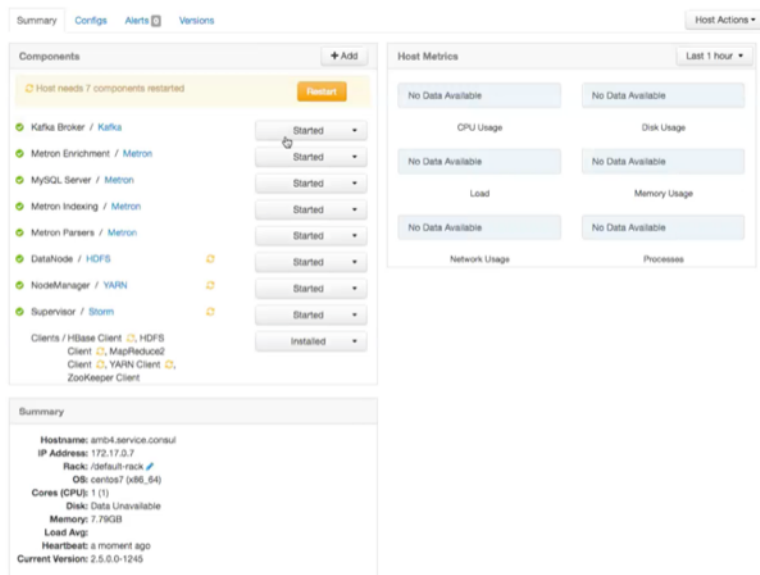 Summary Configs Alerts 0 Versions
Host Actions
Components
Add
Host needs 7 components restarted
Restart
Kafka Broker / Kafka
Started
Metron Enrichment / Metron
Started
MySQL Server / Metron
Started
Metron Indexing / Metron
Started
Metron Parsers / Metron
Started
DataNode / HDFS
Started
NodeManager / YARN
Started
Supervisor / Storm
Started
Clients / HBase Client , HDFS
Client , MapReduce2
Client , YARN Client ,
ZooKeeper Client
Installed
Host Metrics
Last 1 hour
No Data Available
CPU Usage
No Data Available
Disk Usage
No Data Available
Load
No Data Available
Memory Usage
No Data Available
Network Usage
No Data Available
Processes
Summary
Hostname: amb4.service.consul
IP Address: 172.17.0.7
Rack: /default-rack
OS: centos7 (x86_64)
Cores (CPU): 1 (1)
Disk: Data Unavailable
Memory: 7.79GB
Load Avg:
Heartbeat: a moment ago
Current Version: 2.5.0.0-1245